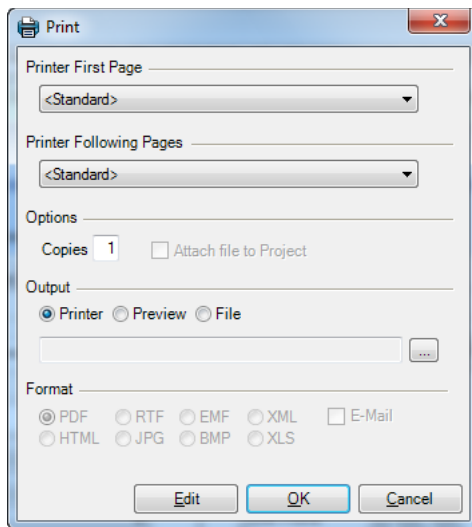 Print
Printer First Page
<Standard>
Printer Following Pages
<Standard>
Options
Copies 1 Attach file to Project
Output
Printer Preview File
...
Format
PDF RTF EMF XML E-Mail
HTML JPG BMP XLS
Edit OK Cancel